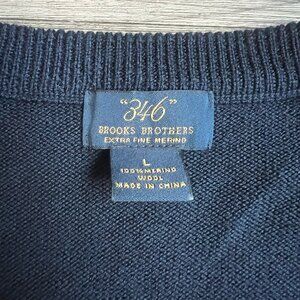 "346"
BROOKS BROTHERS
EXTRA FINE MERINO
L
100% MERINO
WOOL
MADE IN CHINA